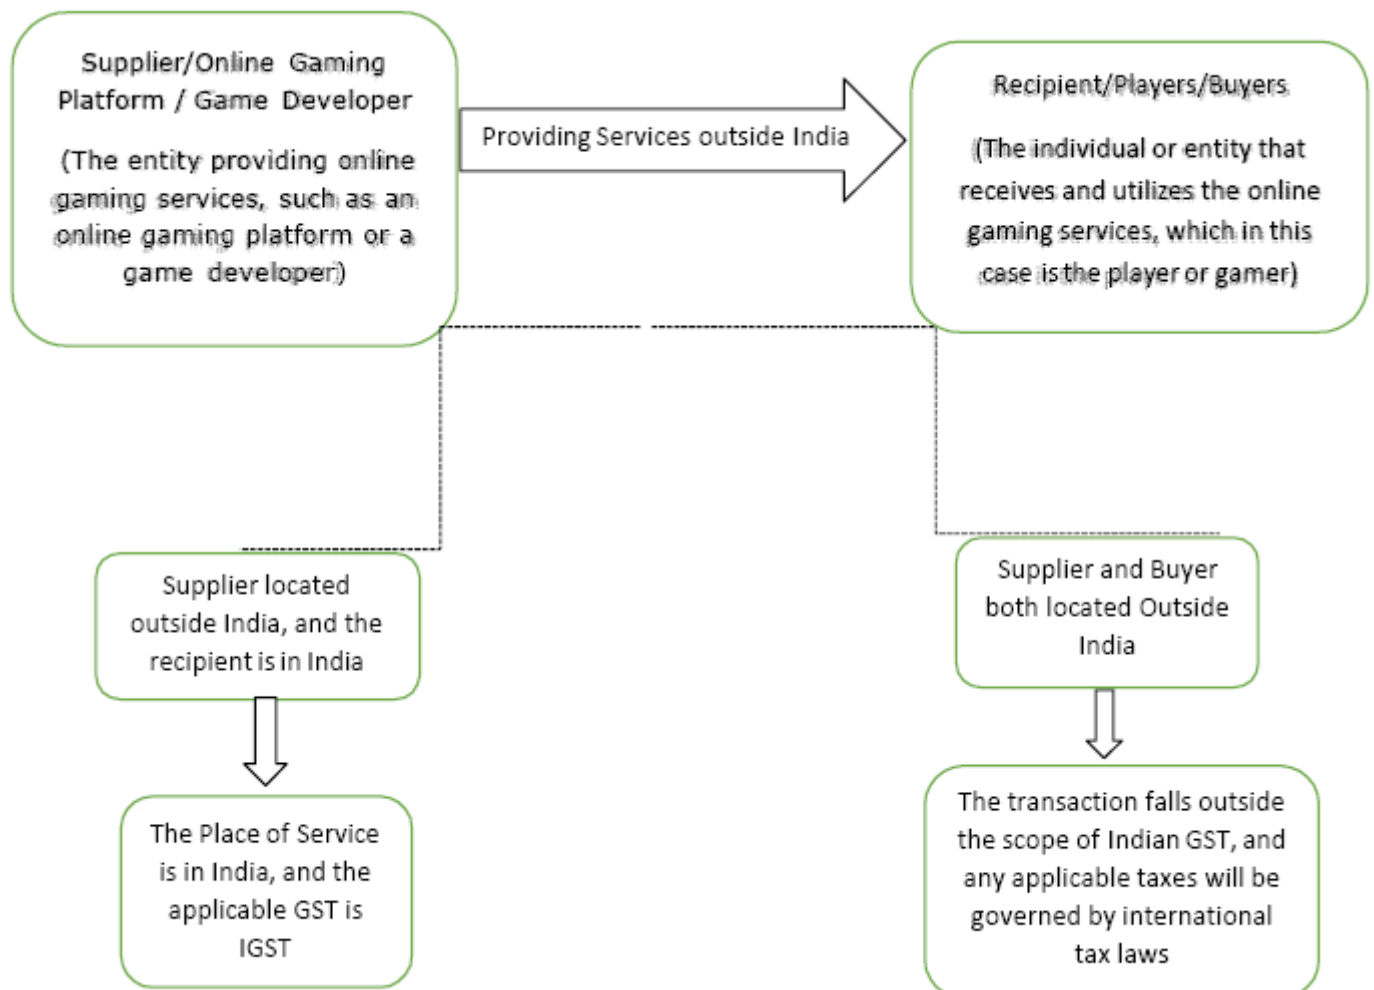 Supplier/Online Gaming
Platform / Game Developer
(The entity providing online
gaming services, such as an
online gaming platform or a
game developer)
Providing Services outside India
Recipient/Players/Buyers
(The individual or entity that
receives and utilizes the online
gaming services, which in this
case is the player or gamer)
Supplier located
outside India, and the
recipient is in India
Supplier and Buyer
both located Outside
India
The Place of Service
is in India, and the
applicable GST is
IGST
The transaction falls outside
the scope of Indian GST, and
any applicable taxes will be
governed by international
tax laws